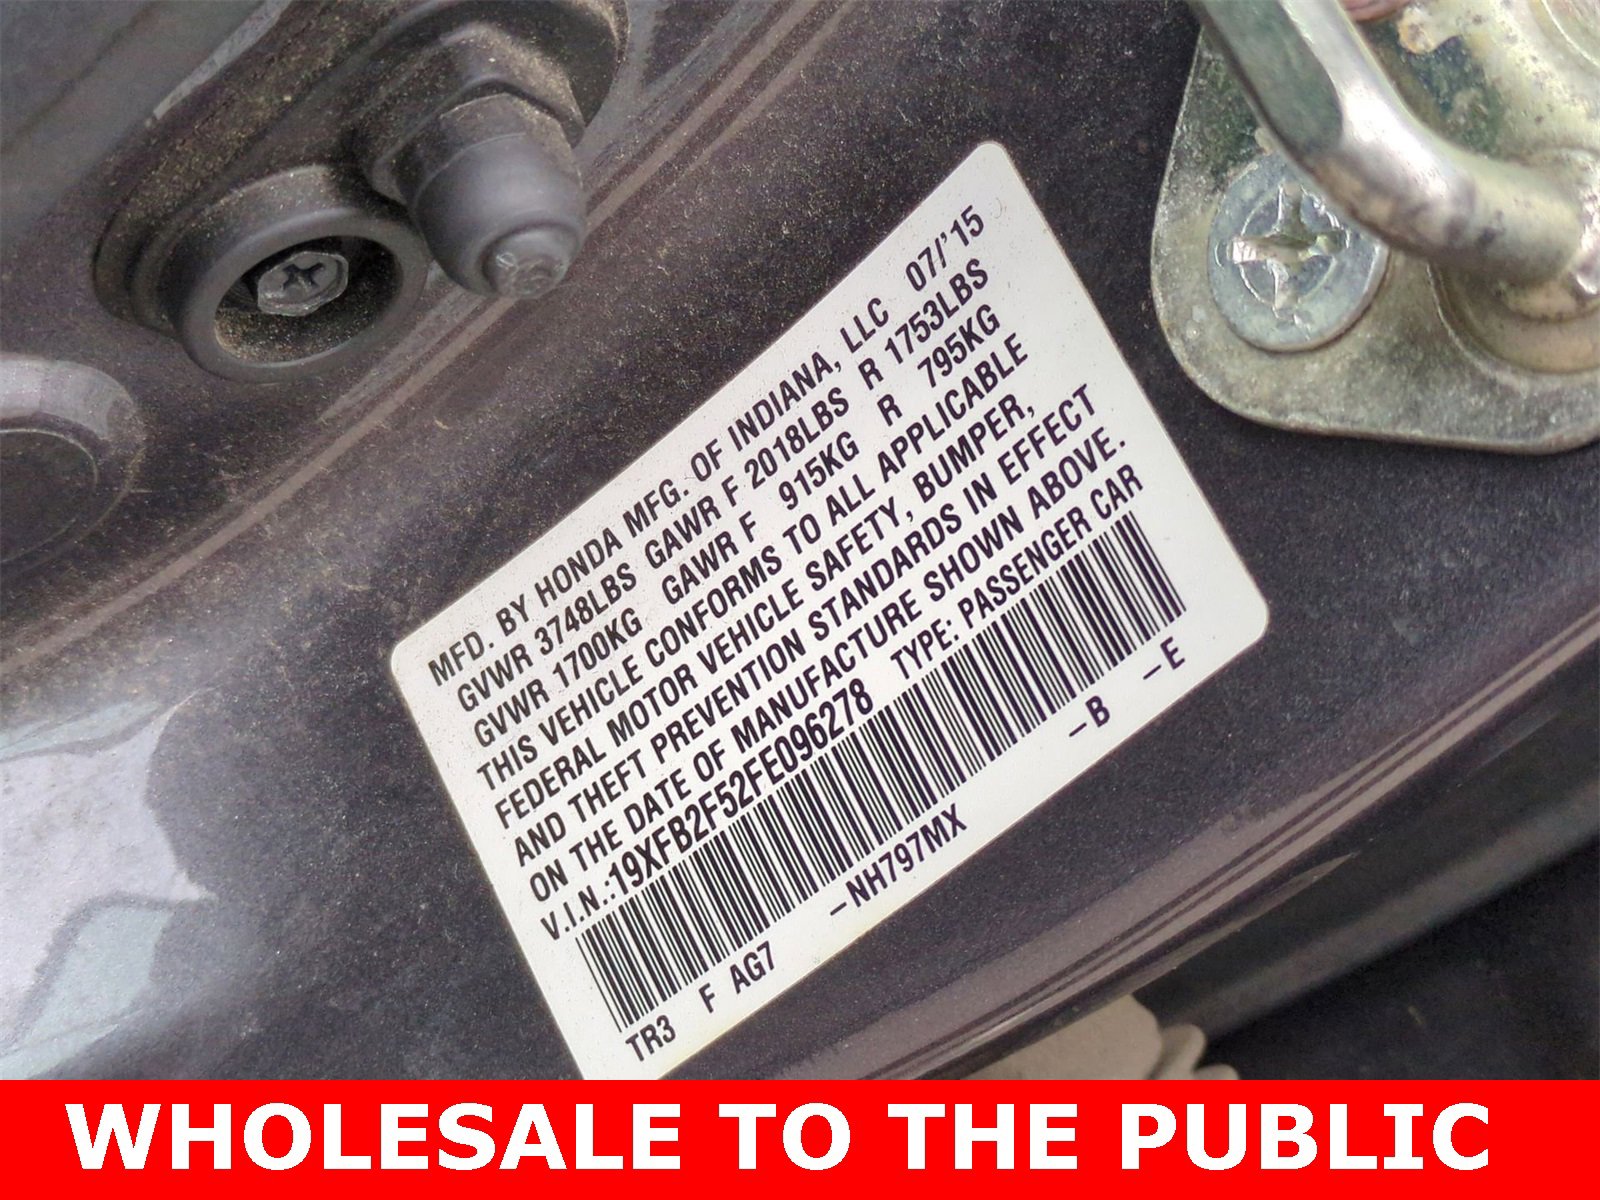 MFD. BY HONDA MFG. OF INDIANA, LLC 07/'15
GVWR 3748LBS GAWR F 2018LBS R 1753LBS
GVWR 1700KG GAWR F 915KG R 795KG
THIS VEHICLE CONFORMS TO ALL APPLICABLE
FEDERAL MOTOR VEHICLE SAFETY, BUMPER,
AND THEFT PREVENTION STANDARDS IN EFFECT
ON THE DATE OF MANUFACTURE SHOWN ABOVE.
V.I.N.:19XFB2F52FE096278 TYPE: PASSENGER CAR
TR3 F AG7 –NH797MX –B –E
WHOLESALE TO THE PUBLIC